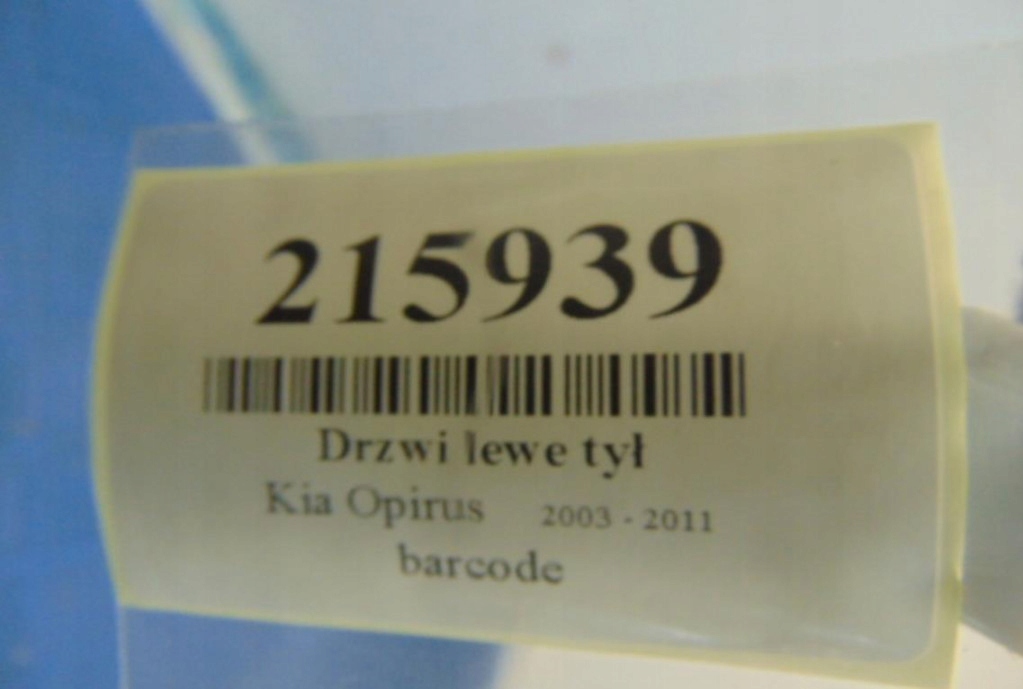 215939
Drzwi lewe tył
Kia Opirus 2003 - 2011
barcode